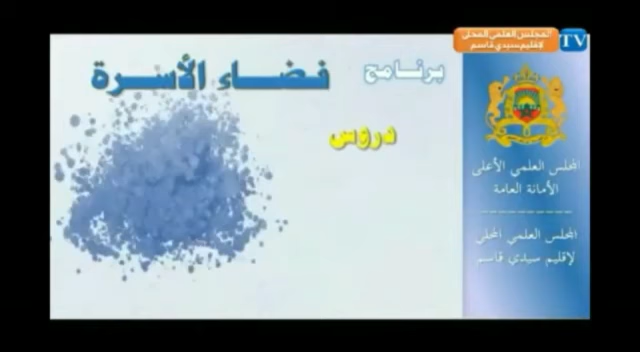 المجلس العلمي المحلي
لإقليم سيدي قاسم
TV
برنامج
فضاء الأسرة
دروس
المجلس العلمي الأعلى
الأمانة العامة
المجلس العلمي المحلي
لإقليم سيدي قاسم